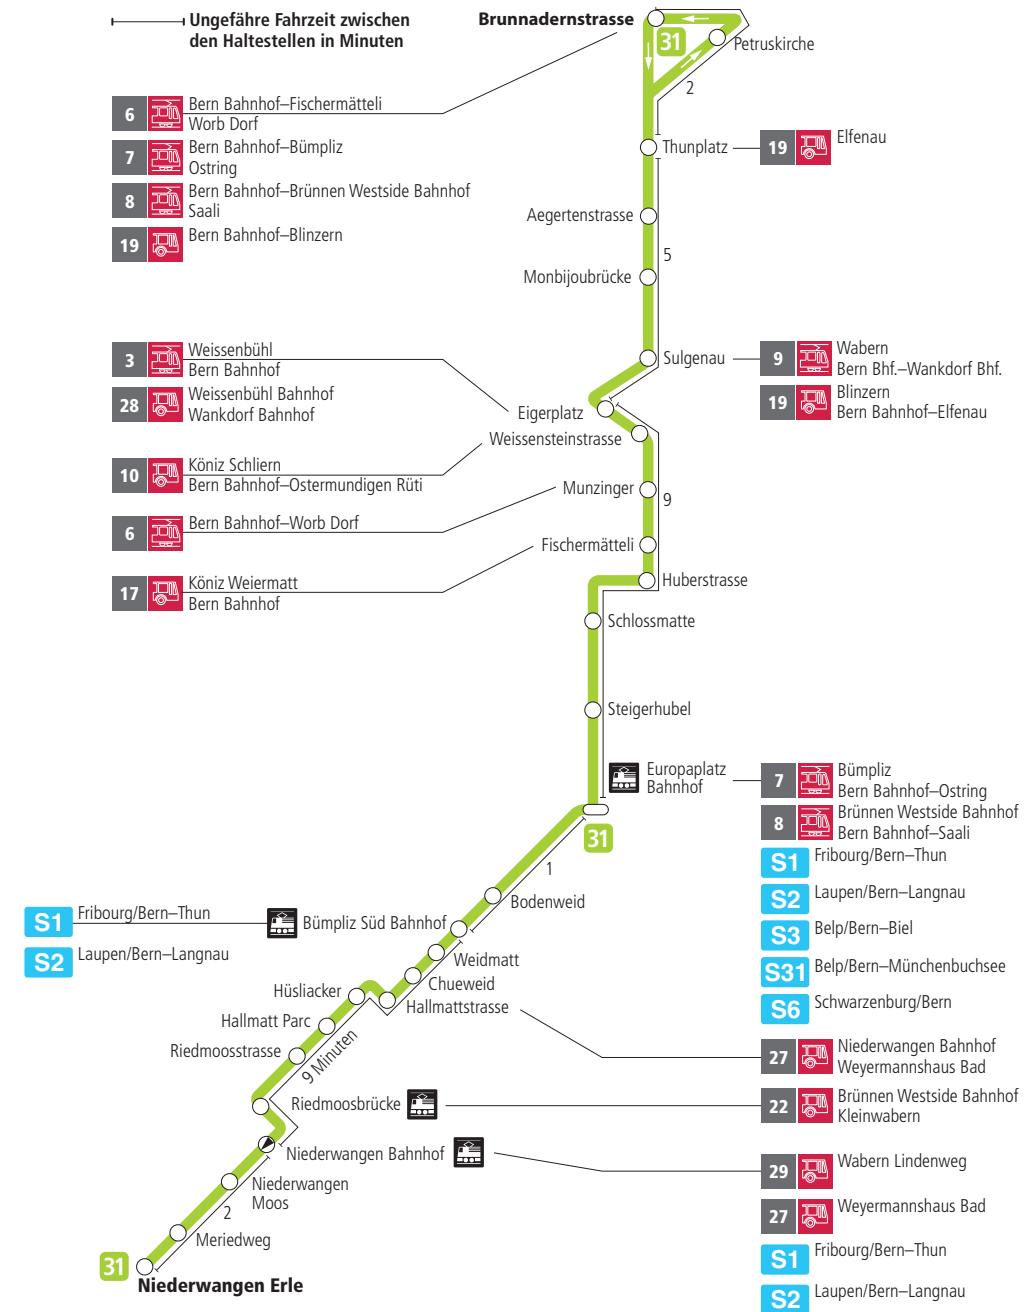 Ungefähre Fahrzeit zwischen
den Haltestellen in Minuten
Brunnadernstrasse
31
Petruskirche
2
6
Bern Bahnhof–Fischermätteli
Worb Dorf
7
Bern Bahnhof–Bümpliz
Ostring
8
Bern Bahnhof–Brünnen Westside Bahnhof
Saali
19
Bern Bahnhof–Blinzern
Thunplatz
19
Elfenau
Aegertenstrasse
5
Monbijoubrücke
3
Weissenbühl
Bern Bahnhof
28
Weissenbühl Bahnhof
Wankdorf Bahnhof
Sulgenau
9
Wabern
Bern Bhf.–Wankdorf Bhf.
19
Blinzern
Bern Bahnhof–Elfenau
Eigerplatz
Weissensteinstrasse
10
Köniz Schliern
Bern Bahnhof–Ostermundigen Rüti
Munzinger
9
6
Bern Bahnhof–Worb Dorf
Fischermätteli
17
Köniz Weiermatt
Bern Bahnhof
Huberstrasse
Schlossmatte
Steigerhubel
Europaplatz
Bahnhof
7
Bümpliz
Bern Bahnhof–Ostring
8
Brünnen Westside Bahnhof
Bern Bahnhof–Saali
S1
Fribourg/Bern–Thun
S2
Laupen/Bern–Langnau
S3
Belp/Bern–Biel
S31
Belp/Bern–Münchenbuchsee
S6
Schwarzenburg/Bern
31
1
Bodenweid
S1
Fribourg/Bern–Thun
S2
Laupen/Bern–Langnau
Bümpliz Süd Bahnhof
Weidmatt
Chueweid
Hallmattstrasse
Hüsliacker
Hallmatt Parc
Riedmoosstrasse
9 Minuten
27
Niederwangen Bahnhof
Weyermannshaus Bad
Riedmoosbrücke
22
Brünnen Westside Bahnhof
Kleinwabern
Niederwangen Bahnhof
29
Wabern Lindenweg
27
Weyermannshaus Bad
S1
Fribourg/Bern–Thun
S2
Laupen/Bern–Langnau
Niederwangen
Moos
2
Meriedweg
31
Niederwangen Erle